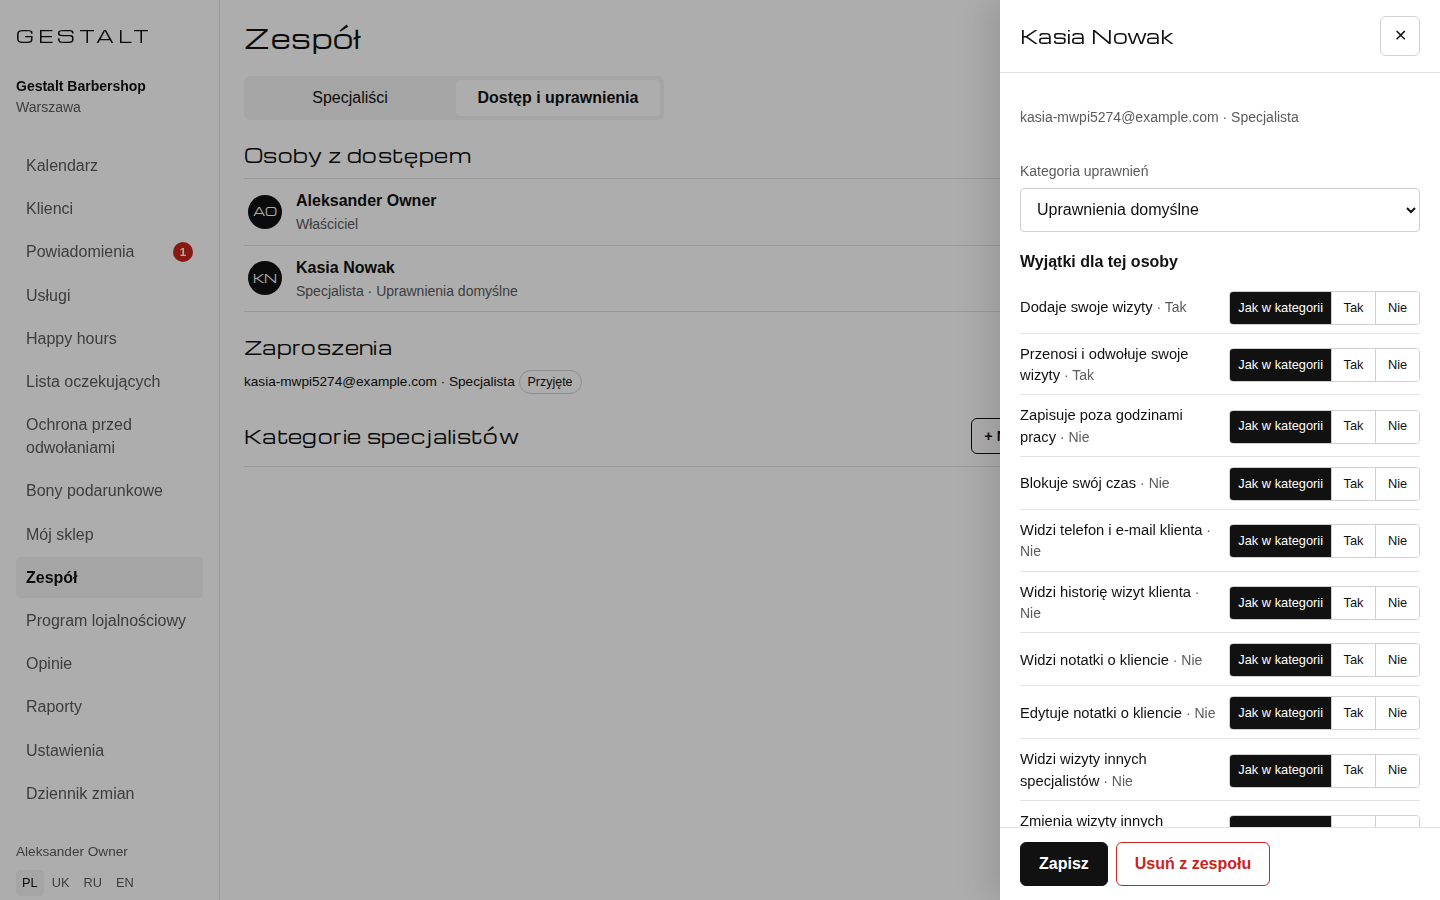 GESTALT
Gestalt Barbershop
Warszawa
Kalendarz
Klienci
Powiadomienia 1
Usługi
Happy hours
Lista oczekujących
Ochrona przed
odwołaniami
Bony podarunkowe
Mój sklep
Zespół
Program lojalnościowy
Opinie
Raporty
Ustawienia
Dziennik zmian
Aleksander Owner
PL UK RU EN
Zespół
Specjaliści Dostęp i uprawnienia
Osoby z dostępem
AO Aleksander Owner
Właściciel
KN Kasia Nowak
Specjalista · Uprawnienia domyślne
Zaproszenia
kasia-mwpi5274@example.com · Specjalista Przyjęte
Kategorie specjalistów +
Kasia Nowak ×
kasia-mwpi5274@example.com · Specjalista
Kategoria uprawnień
Uprawnienia domyślne
Wyjątki dla tej osoby
Dodaje swoje wizyty · Tak Jak w kategorii Tak Nie
Przenosi i odwołuje swoje
wizyty · Tak Jak w kategorii Tak Nie
Zapisuje poza godzinami
pracy · Nie Jak w kategorii Tak Nie
Blokuje swój czas · Nie Jak w kategorii Tak Nie
Widzi telefon i e-mail klienta ·
Nie Jak w kategorii Tak Nie
Widzi historię wizyt klienta ·
Nie Jak w kategorii Tak Nie
Widzi notatki o kliencie · Nie Jak w kategorii Tak Nie
Edytuje notatki o kliencie · Nie Jak w kategorii Tak Nie
Widzi wizyty innych
specjalistów · Nie Jak w kategorii Tak Nie
Zmienia wizyty innych
Zapisz Usuń z zespołu